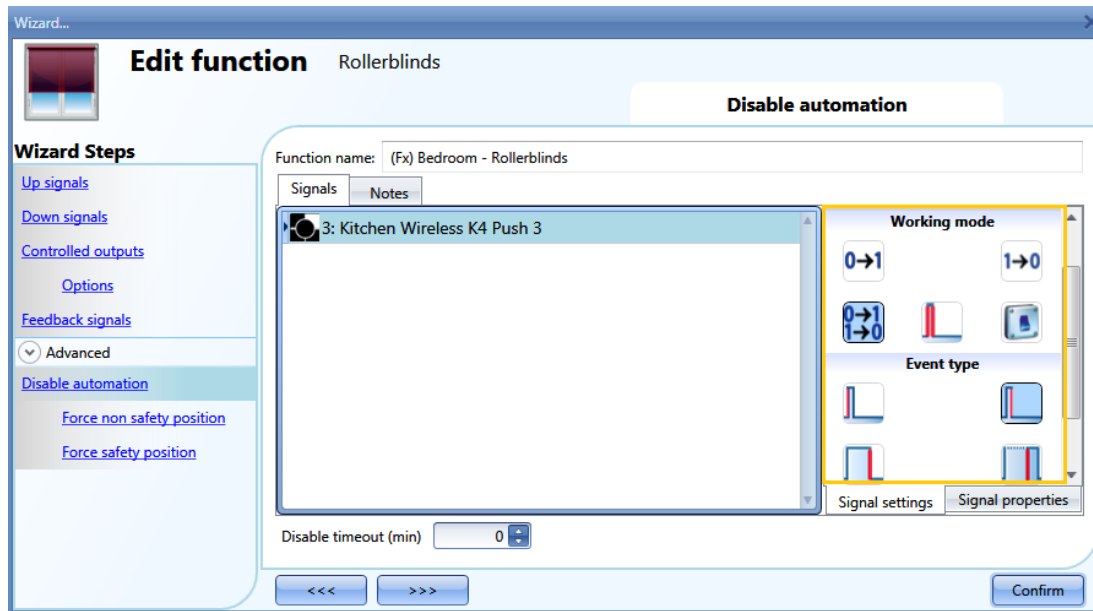 Wizard...
Edit function Rollerblinds
Disable automation
Wizard Steps
Up signals
Down signals
Controlled outputs
Options
Feedback signals
Advanced
Disable automation
Force non safety position
Force safety position
Function name: (Fx) Bedroom - Rollerblinds
Signals Notes
3: Kitchen Wireless K4 Push 3
Working mode
0→1 1→0
0→1
1→0
Event type
Signal settings Signal properties
Disable timeout (min) 0
<<< >>> Confirm